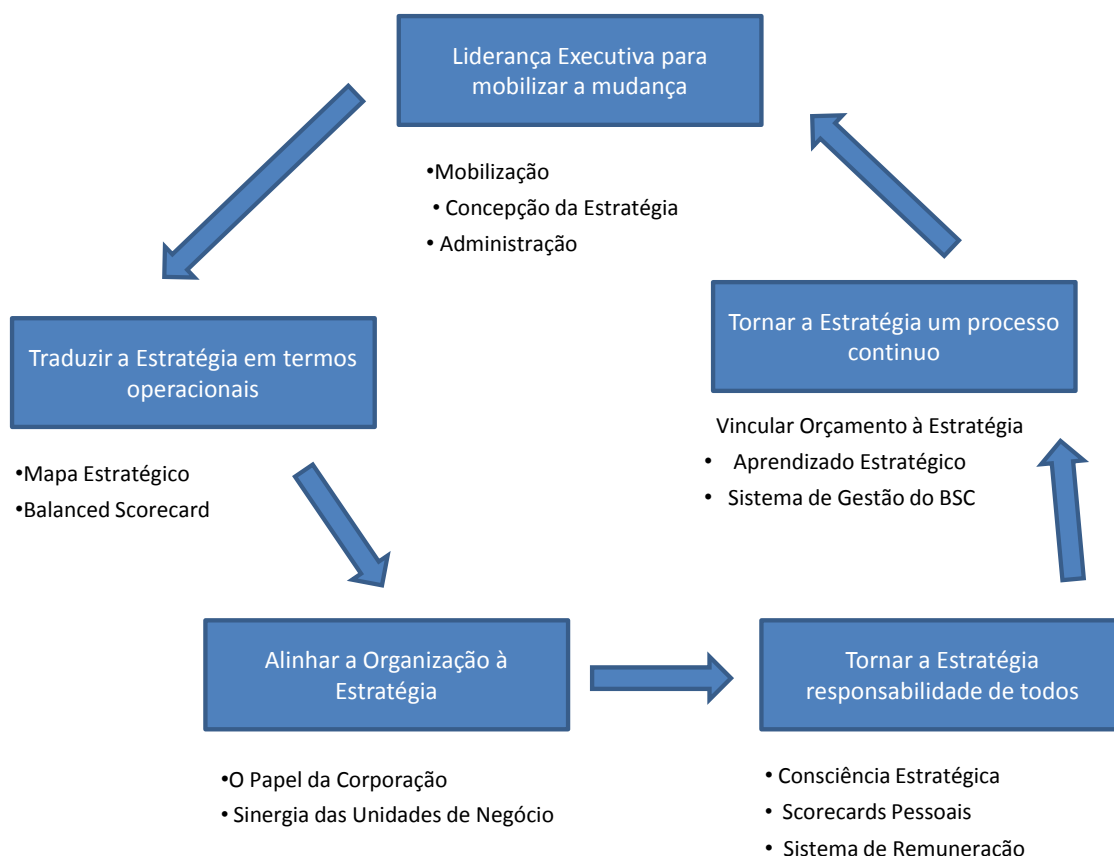 Liderança Executiva para
mobilizar a mudança
•Mobilização
• Concepção da Estratégia
• Administração
Traduzir a Estratégia em termos
operacionais
•Mapa Estratégico
•Balanced Scorecard
Alinhar a Organização à
Estratégia
•O Papel da Corporação
• Sinergia das Unidades de Negócio
Tornar a Estratégia
responsabilidade de todos
• Consciência Estratégica
• Scorecards Pessoais
• Sistema de Remuneração
Tornar a Estratégia um processo
continuo
Vincular Orçamento à Estratégia
• Aprendizado Estratégico
• Sistema de Gestão do BSC